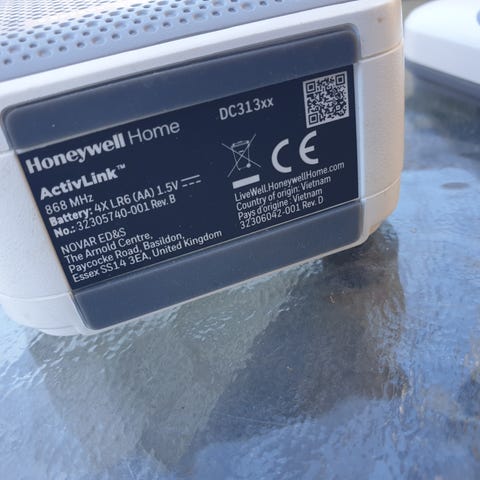 Honeywell Home
DC313xx
ActivLink™
868 MHz
Battery: 4X LR6 (AA) 1.5V
No.: 32305740-001 Rev. B
NOVAR ED&S
The Arnold Centre,
Paycocke Road, Basildon,
Essex SS14 3EA, United Kingdom
CE
LiveWell.HoneywellHome.com
Country of origin: Vietnam
Pays d'origine : Vietnam
32306042-001 Rev. D